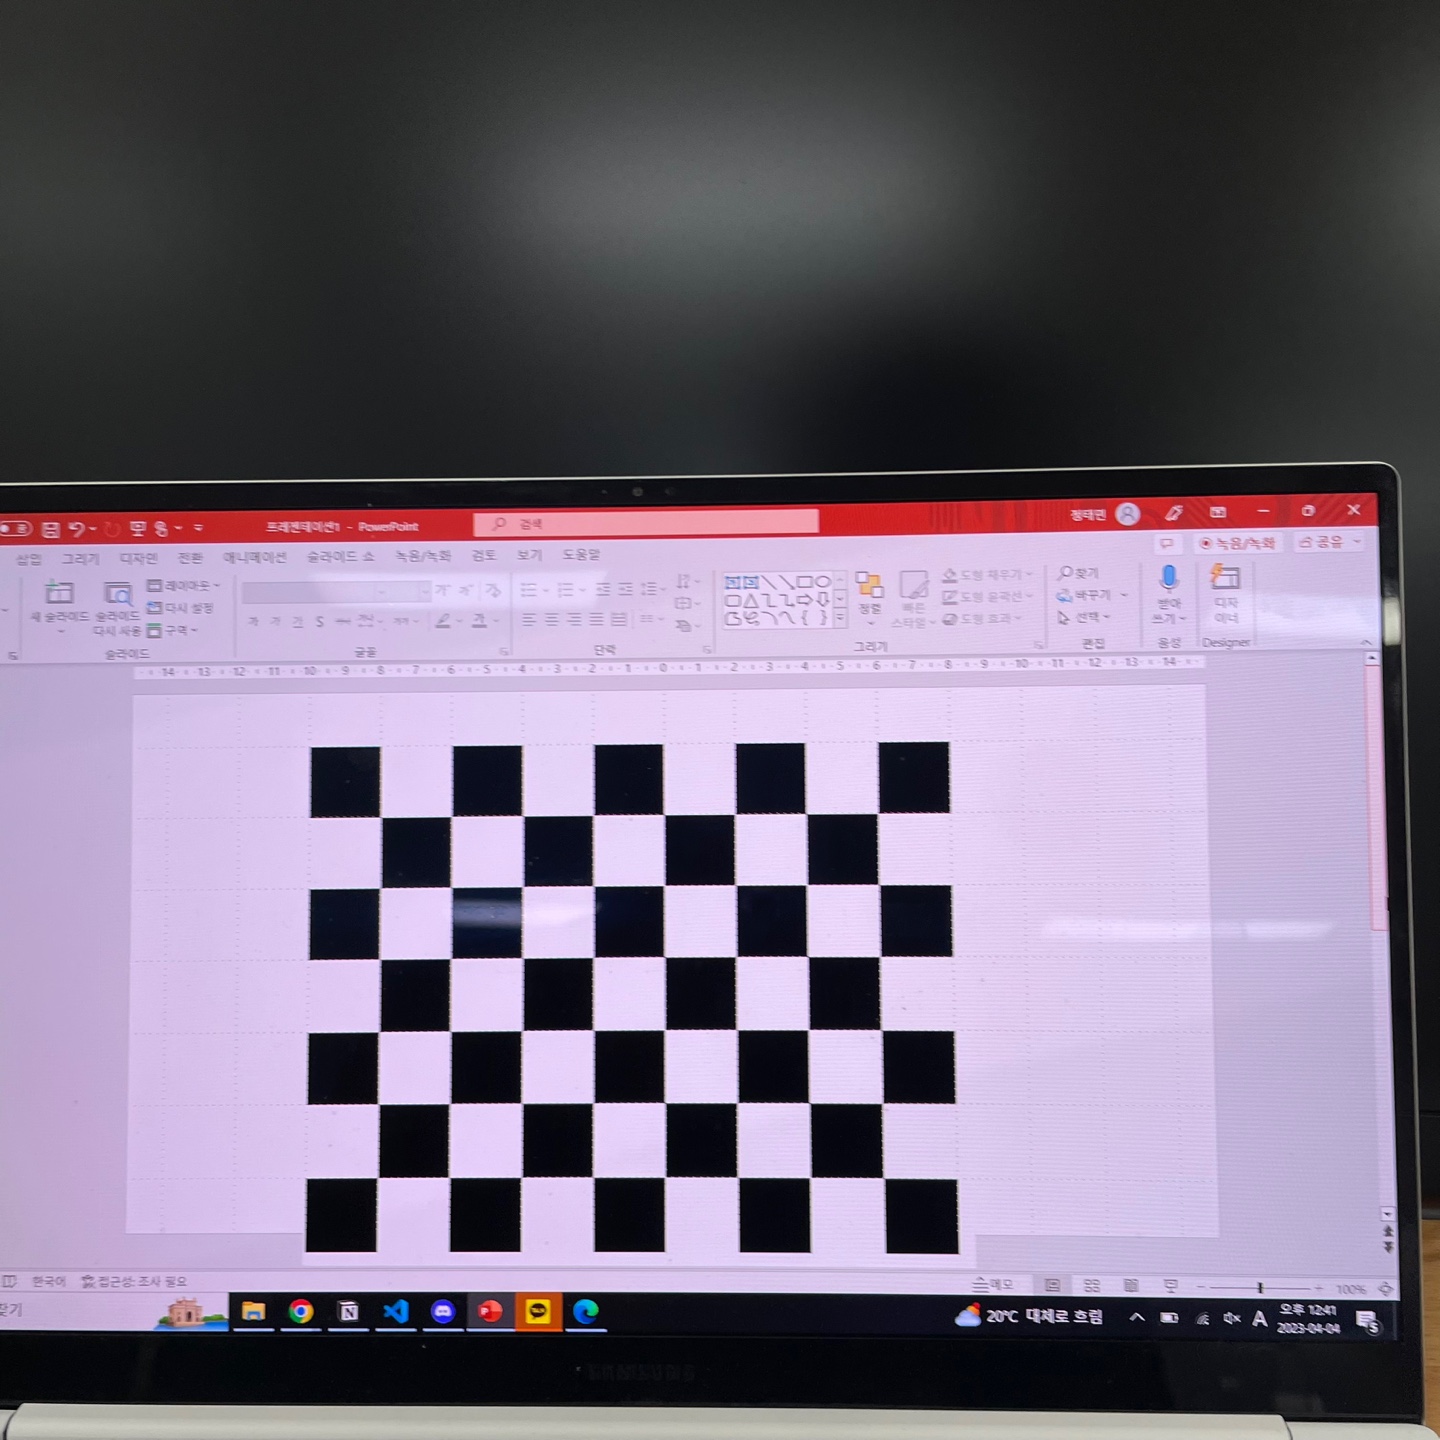 프레젠테이션1 - PowerPoint
검색
정태민
삽입 그리기 디자인 전환 애니메이션 슬라이드 쇼 녹음/녹화 검토 보기 도움말
녹음/녹화 공유
새 슬라이드 슬라이드 다시 사용
레이아웃
다시 설정
구역
정렬
빠른 스타일
도형 채우기
도형 윤곽선
도형 효과
찾기
바꾸기
선택
받아쓰기
디자이너
슬라이드 글꼴 단락 그리기 편집 음성 Designer
14 13 12 11 10 9 8 7 6 5 4 3 2 1 0 1 2 3 4 5 6 7 8 9 10 11 12 13 14
한국어 접근성: 조사 필요
메모
100%
찾기
20°C 대체로 흐림
A
오후 12:41
2023-04-04
5
SAMSUNG